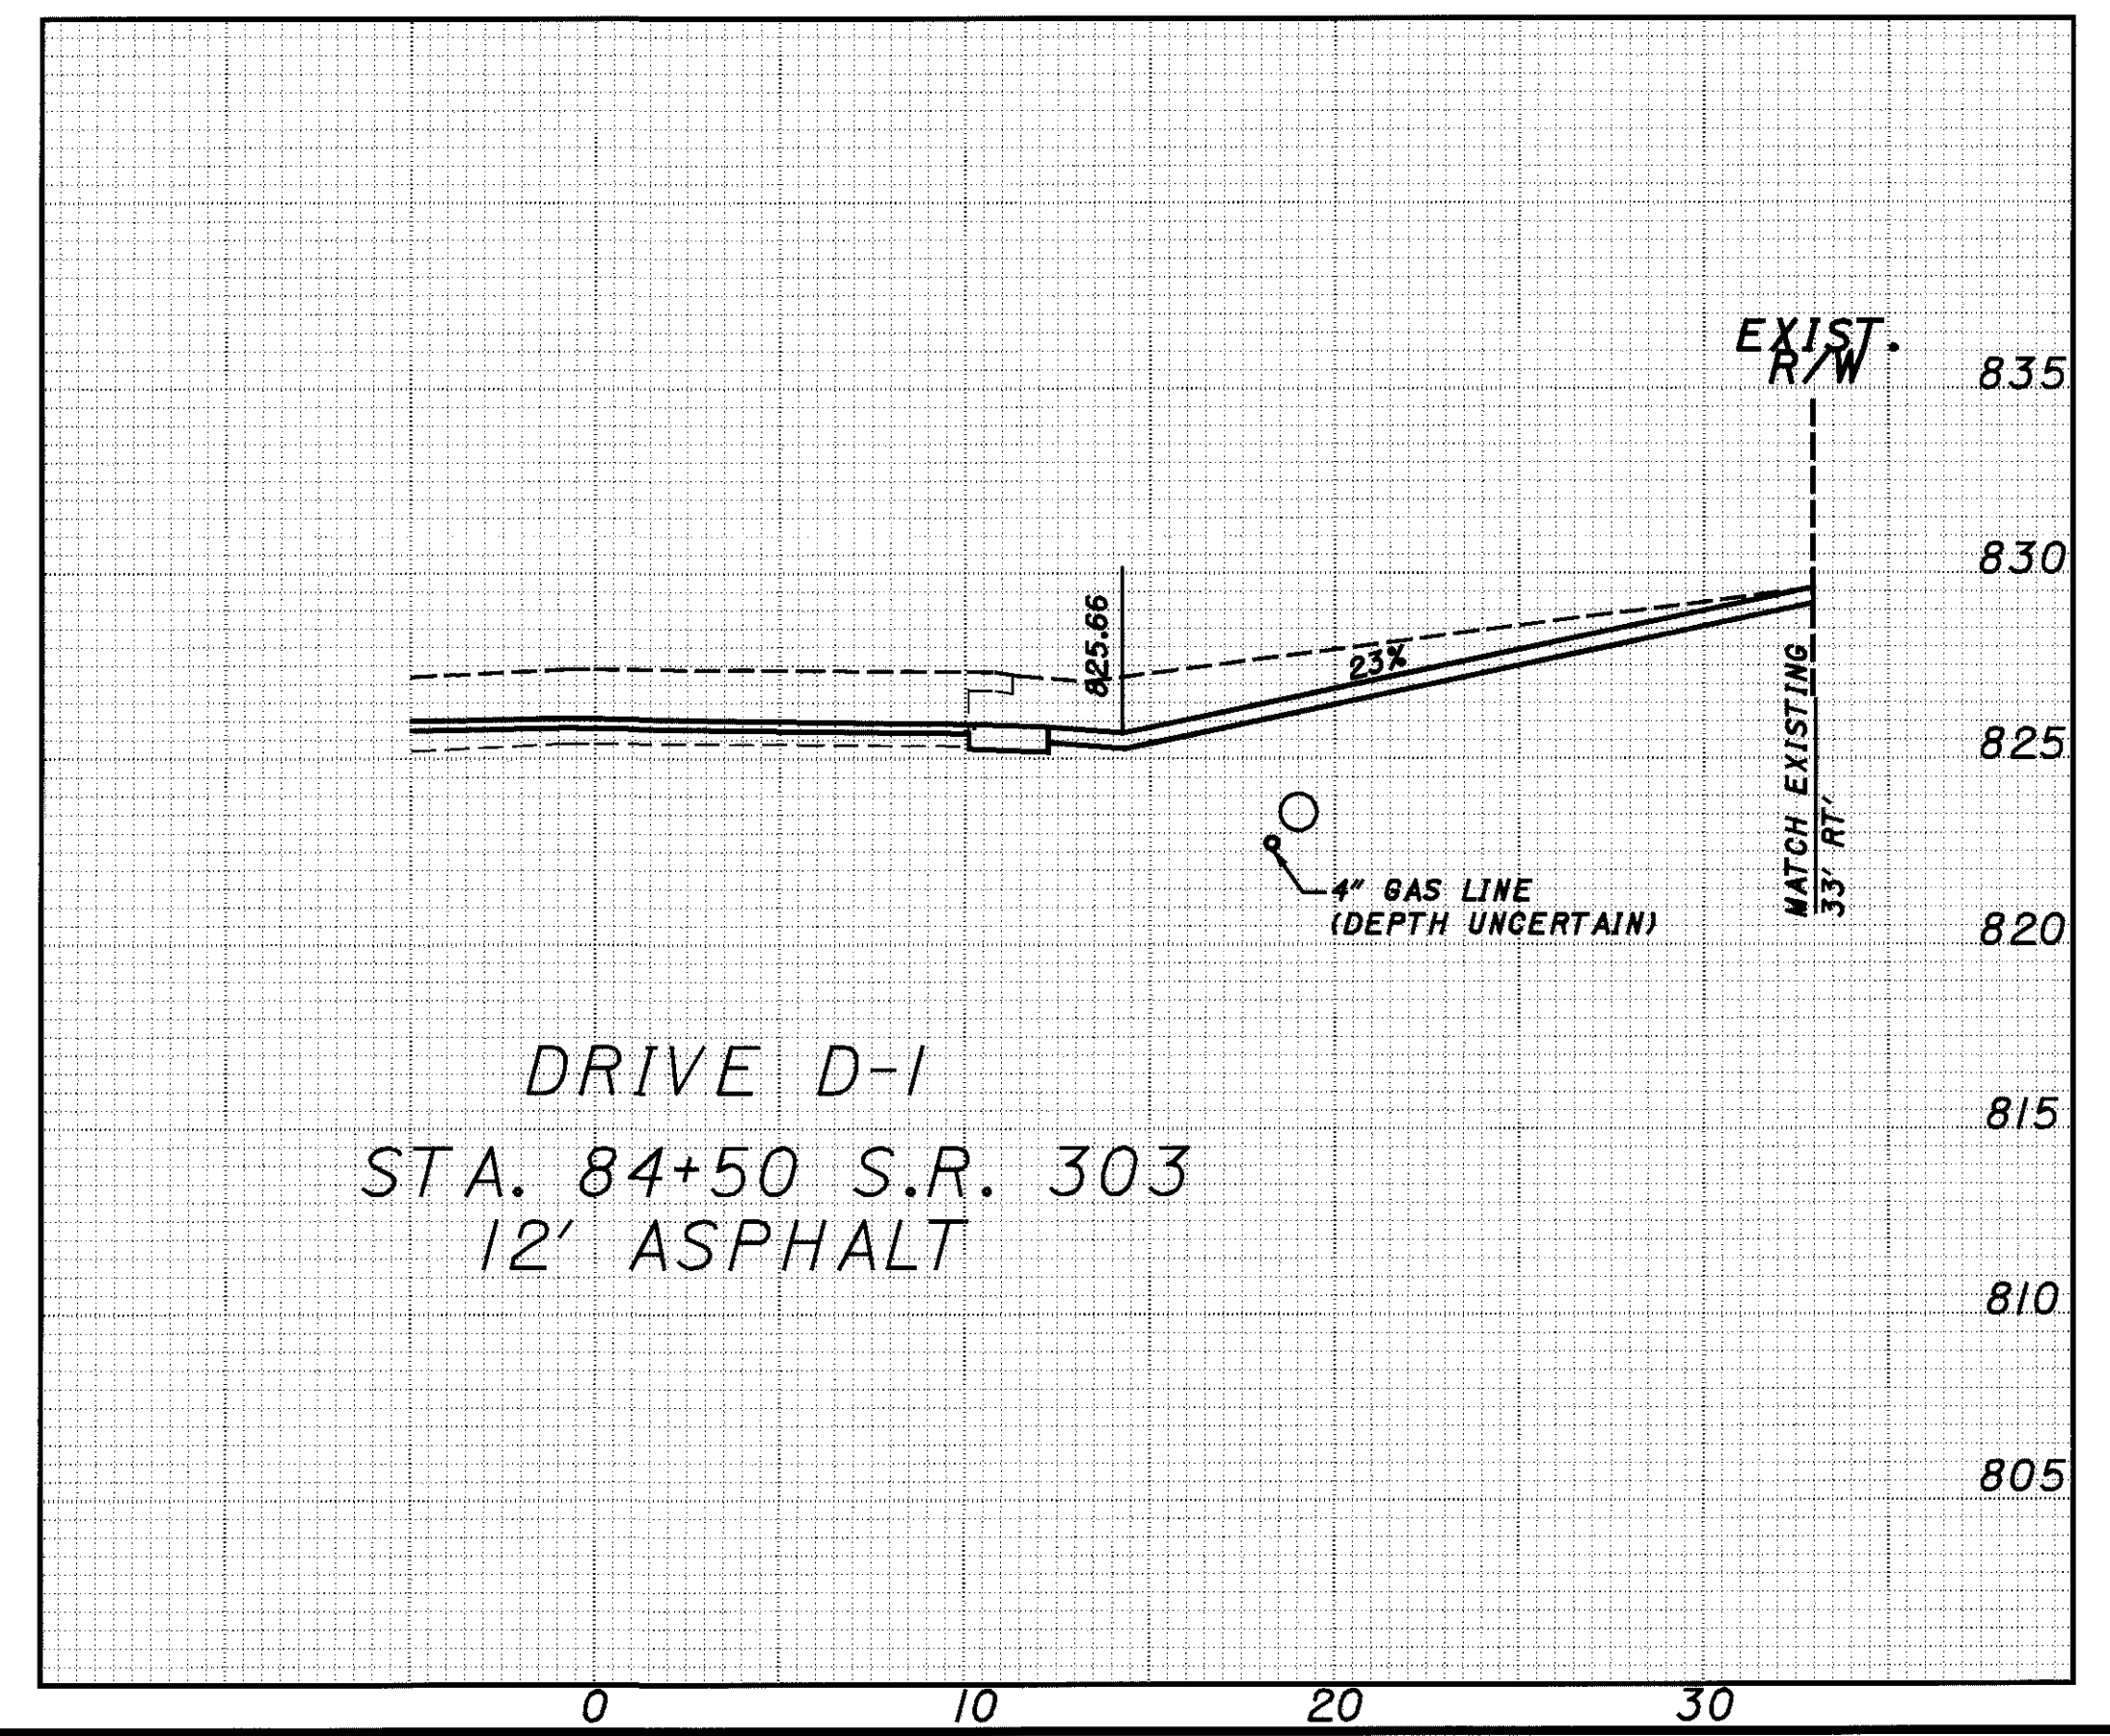 EXIST.
R/W
835
830
825.66
23%
825
MATCH EXISTING
33' RT'
4" GAS LINE
(DEPTH UNCERTAIN)
820
DRIVE D-1
815
STA. 84+50 S.R. 303
12' ASPHALT
810
805
0 10 20 30